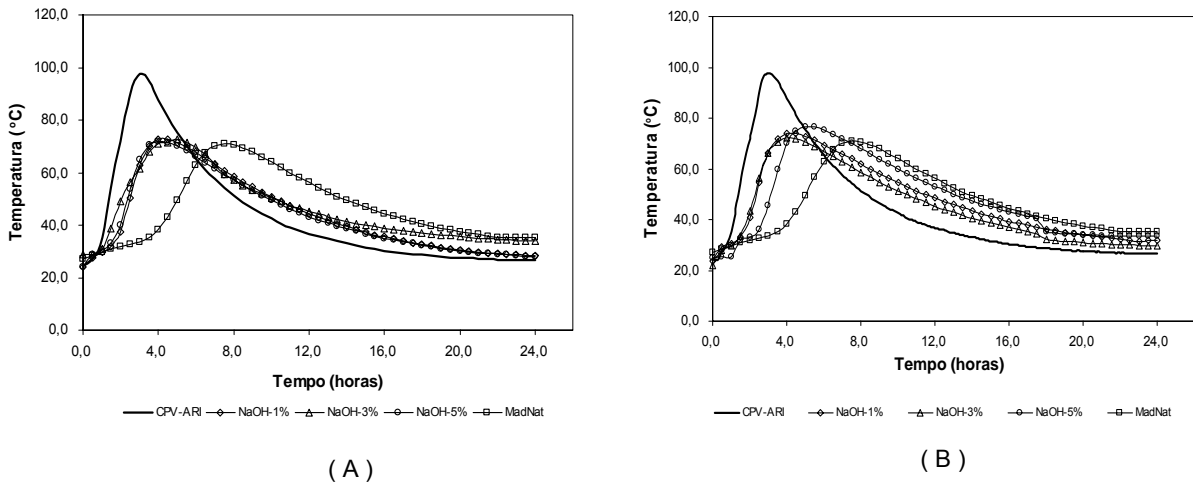 120,0
100,0
80,0
60,0
40,0
20,0
0,0
Temperatura (°C)
0,0 4,0 8,0 12,0 16,0 20,0 24,0
Tempo (horas)
CPV-ARI NaOH-1% NaOH-3% NaOH-5% MadNat
( A )
120,0
100,0
80,0
60,0
40,0
20,0
0,0
Temperatura (°C)
0,0 4,0 8,0 12,0 16,0 20,0 24,0
Tempo (horas)
CPV-ARI NaOH-1% NaOH-3% NaOH-5% MadNat
( B )